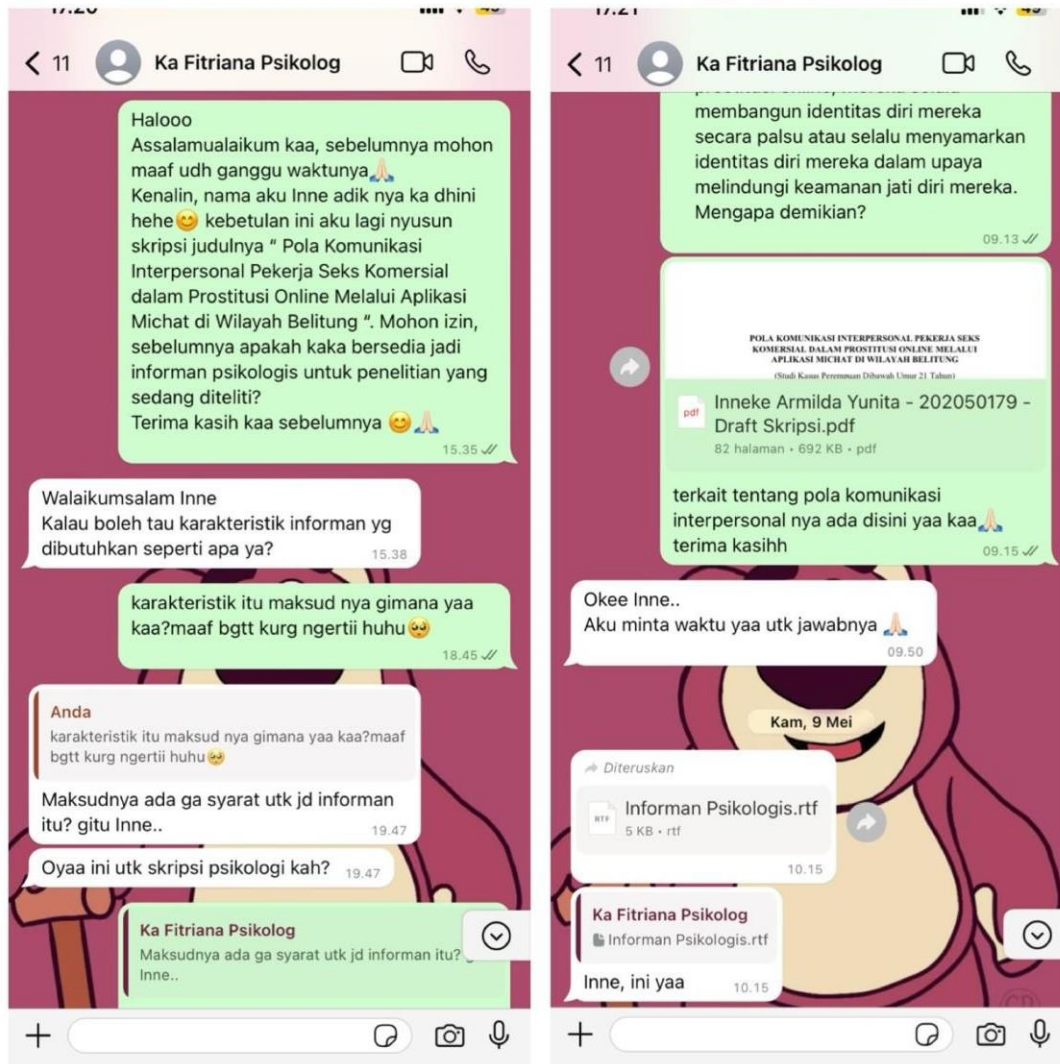 11
Ka Fitriana Psikolog
Halooo
Assalamualaikum kaa, sebelumnya mohon
maaf udh ganggu waktunya🙏🏻
Kenalin, nama aku Inne adik nya ka dhini
hehe😊 kebetulan ini aku lagi nyusun
skripsi judulnya “ Pola Komunikasi
Interpersonal Pekerja Seks Komersial
dalam Prostitusi Online Melalui Aplikasi
Michat di Wilayah Belitung “. Mohon izin,
sebelumnya apakah kaka bersedia jadi
informan psikologis untuk penelitian yang
sedang diteliti?
Terima kasih kaa sebelumnya 😊🙏🏻
15.35
Walaikumsalam Inne
Kalau boleh tau karakteristik informan yg
dibutuhkan seperti apa ya?
15.38
karakteristik itu maksud nya gimana yaa
kaa?maaf bgtt kurg ngertii huhu🥺
18.45
Anda
karakteristik itu maksud nya gimana yaa kaa?maaf
bgtt kurg ngertii huhu🥺
Maksudnya ada ga syarat utk jd informan
itu? gitu Inne..
19.47
Oyaa ini utk skripsi psikologi kah?
19.47
Ka Fitriana Psikolog
Maksudnya ada ga syarat utk jd informan itu?
Inne..
11
Ka Fitriana Psikolog
membangun identitas diri mereka
secara palsu atau selalu menyamarkan
identitas diri mereka dalam upaya
melindungi keamanan jati diri mereka.
Mengapa demikian?
09.13
POLA KOMUNIKASI INTERPERSONAL PEKERJA SEKS
KOMERSIAL DALAM PROSTITUSI ONLINE MELALUI
APLIKASI MICHAT DI WILAYAH BELITUNG
(Studi Kasus Perempuan Dibawah Umur 21 Tahun)
pdf
Inneke Armilda Yunita - 202050179 -
Draft Skripsi.pdf
82 halaman • 692 KB • pdf
terkait tentang pola komunikasi
interpersonal nya ada disini yaa kaa🙏🏻
terima kasihh
09.15
Okee Inne..
Aku minta waktu yaa utk jawabnya 🙏🏻
09.50
Kam, 9 Mei
Diteruskan
RTF
Informan Psikologis.rtf
5 KB • rtf
10.15
Ka Fitriana Psikolog
Informan Psikologis.rtf
Inne, ini yaa
10.15